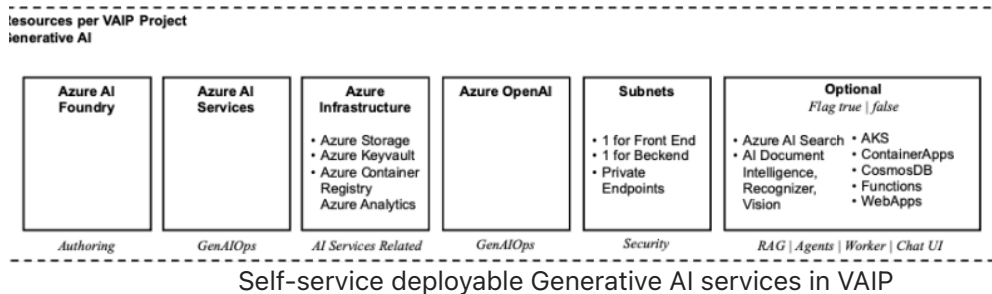 Resources per VAIP Project
Generative AI
Azure AI
Foundry
Authoring
Azure AI
Services
GenAIOps
Azure
Infrastructure
• Azure Storage
• Azure Keyvault
• Azure Container
Registry
Azure Analytics
AI Services Related
Azure OpenAI
GenAIOps
Subnets
• 1 for Front End
• 1 for Beckend
• Private
Endpoints
Security
Optional
Flag true | false
• Azure AI Search
• AI Document
Intelligence,
Recognizer,
Vision
• AKS
• ContainerApps
• CosmosDB
• Functions
• WebApps
RAG | Agents | Worker | Chat UI
Self-service deployable Generative AI services in VAIP